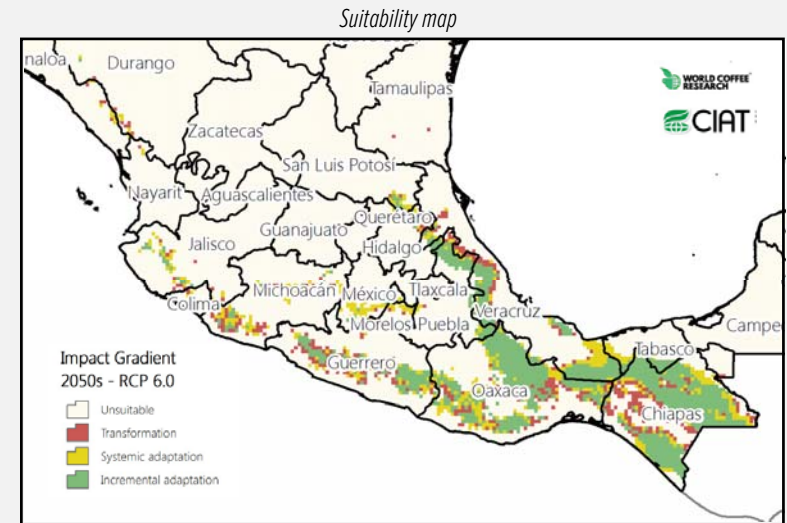 Suitability map
naloa
Durango
Tamaulipas
WORLD COFFEE
RESEARCH
CIAT
Zacatecas
San Luis Potosí
Nayarit
Aguascalientes
Querétaro
Guanajuato
Jalisco
Hidalgo
Michoacán
México
Tlaxcala
Colima
Veracruz
Morelos
Puebla
Campe
Tabasco
Guerrero
Oaxaca
Chiapas
Impact Gradient
2050s - RCP 6.0
Unsuitable
Transformation
Systemic adaptation
Incremental adaptation